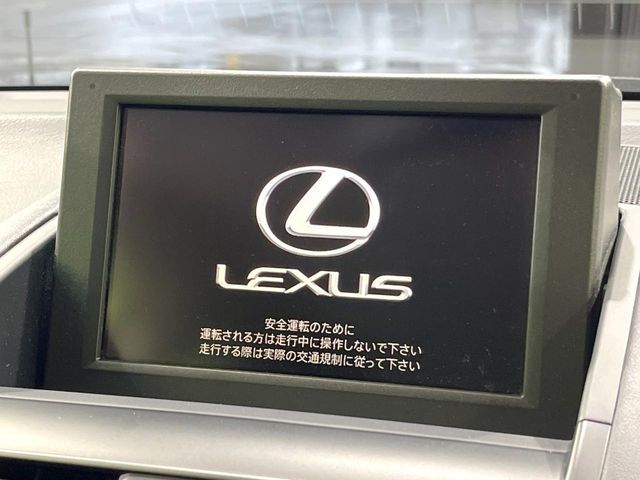 LEXUS
安全運転のために
運転される方は走行中に操作しないで下さい
走行する際は実際の交通規制に従って下さい